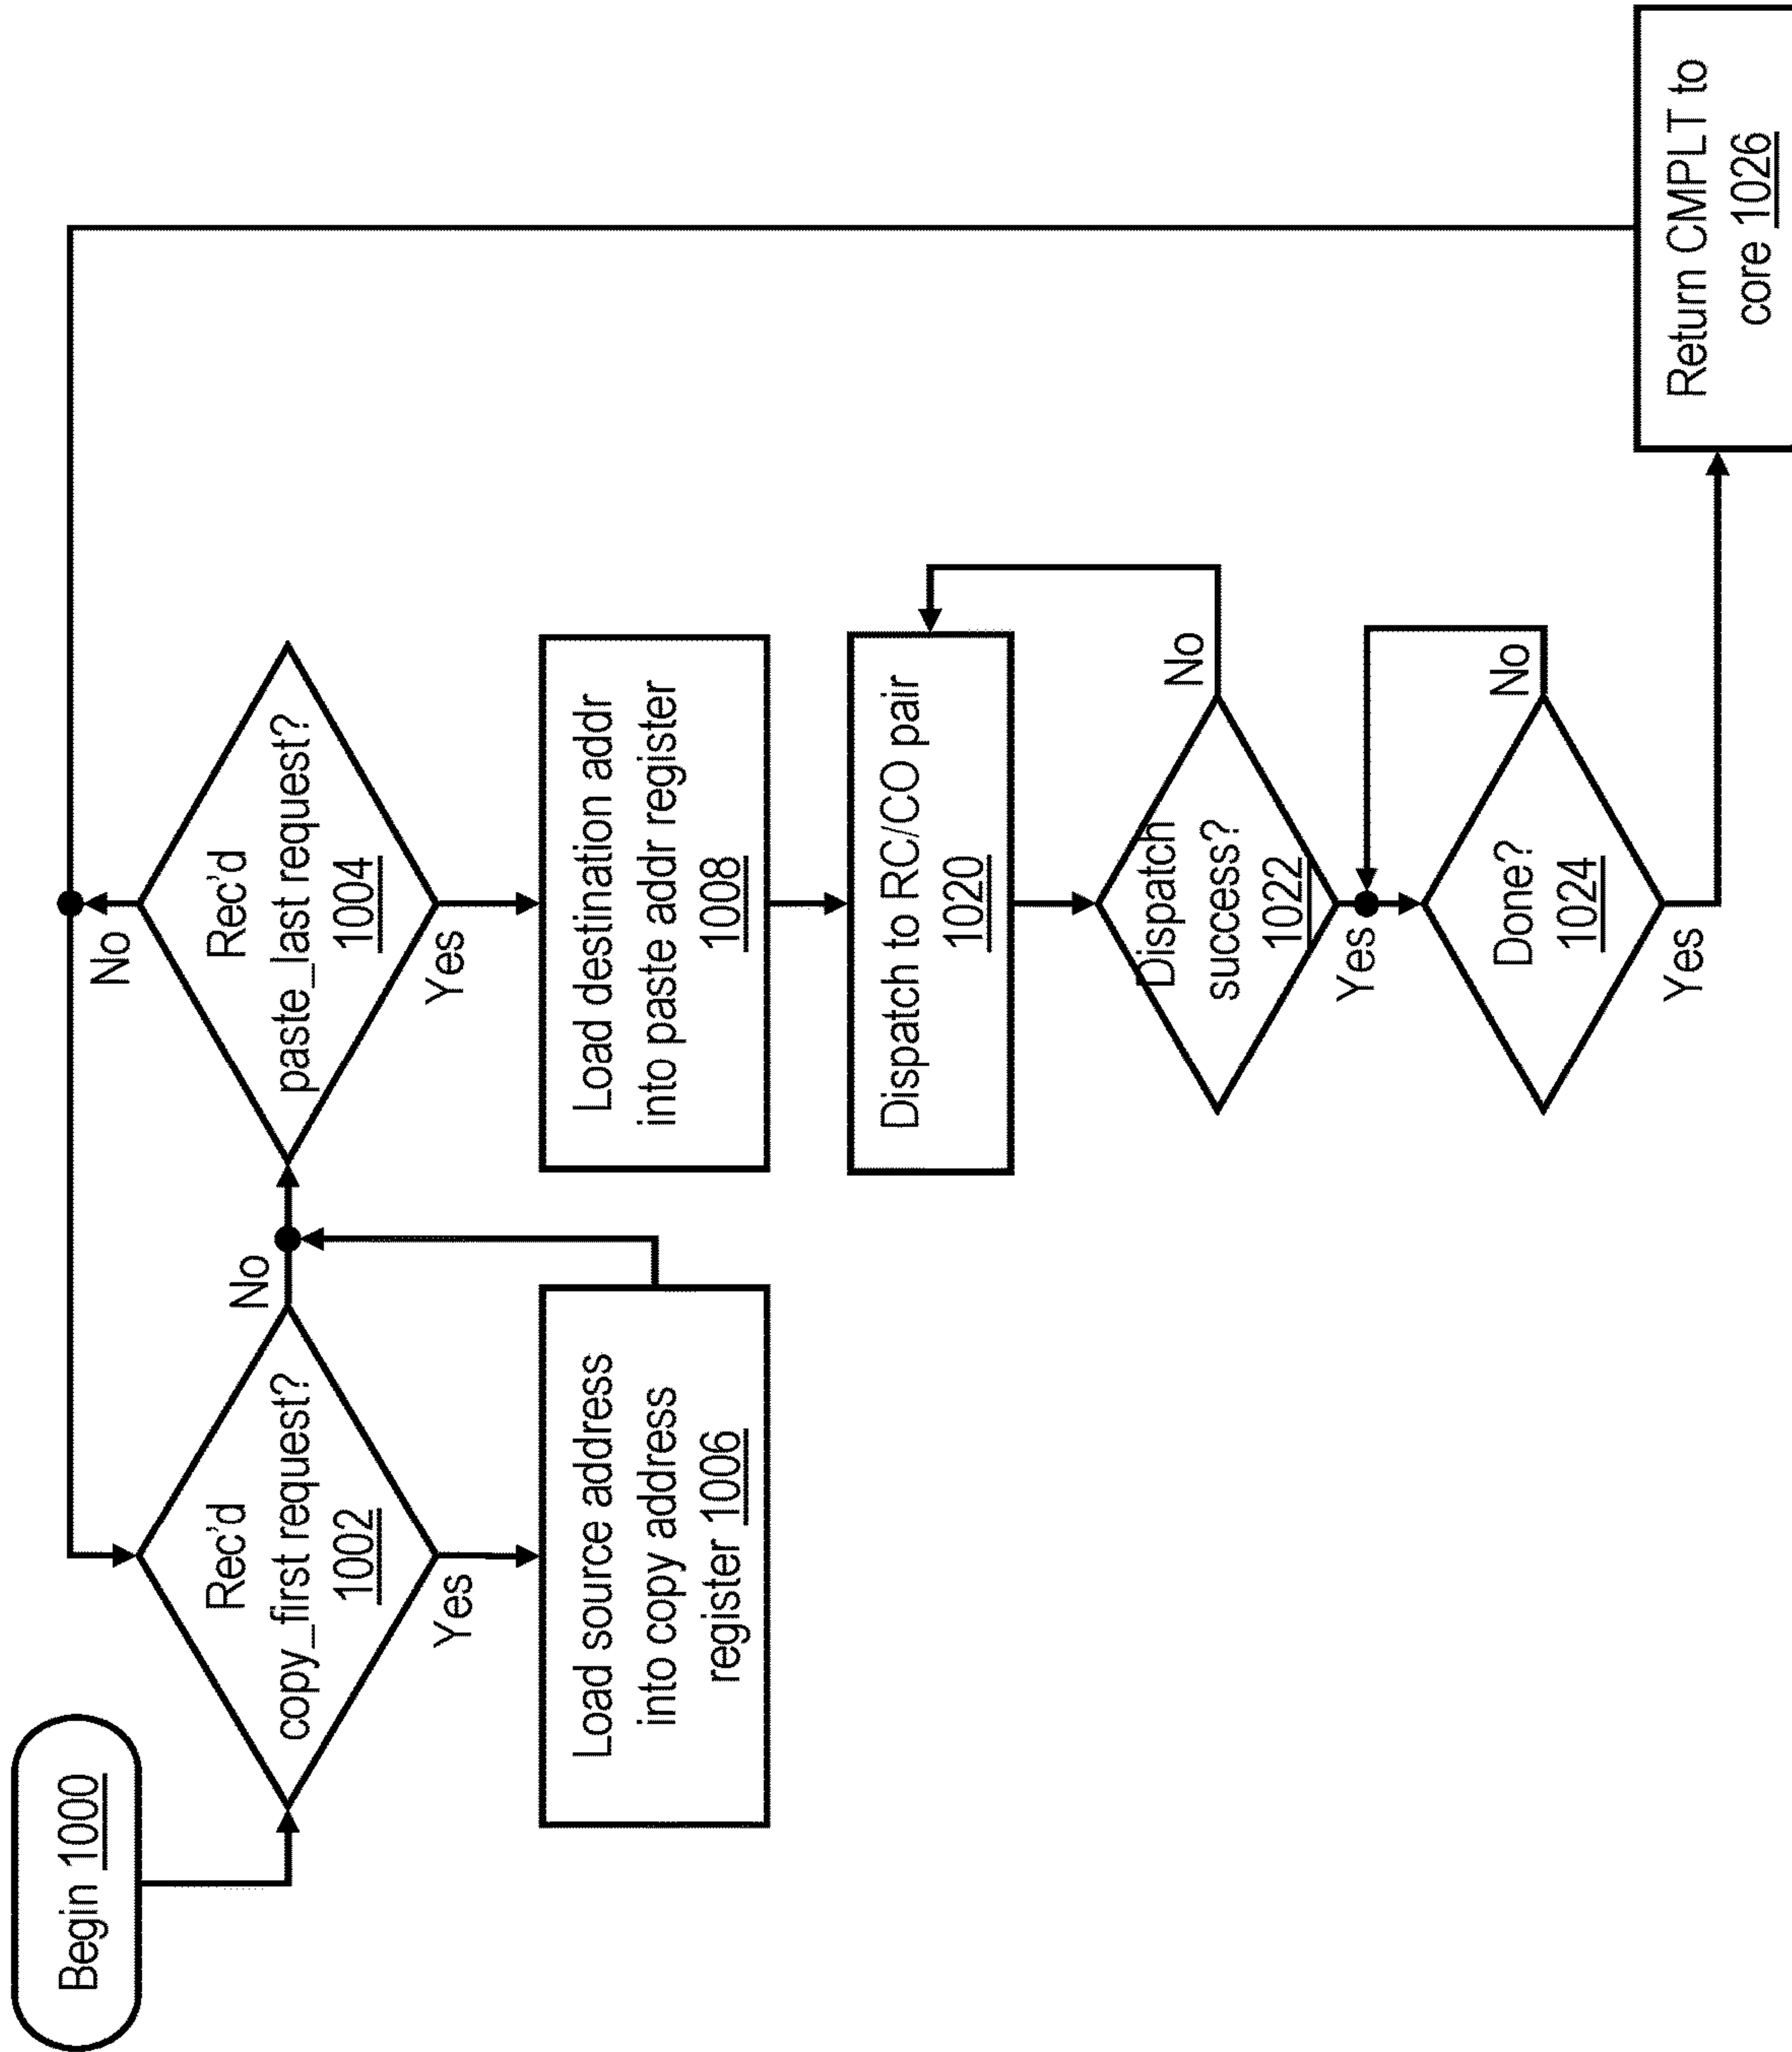 Begin 1000
Rec'd
copy_first request?
1002
No
Yes
Load source address
into copy address
register 1006
Rec'd
paste_last request?
1004
No
Yes
Load destination addr
into paste addr register
1008
Dispatch to RC/CO pair
1020
Dispatch
success?
1022
No
Yes
Done?
1024
No
Yes
Return CMPLT to
core 1026